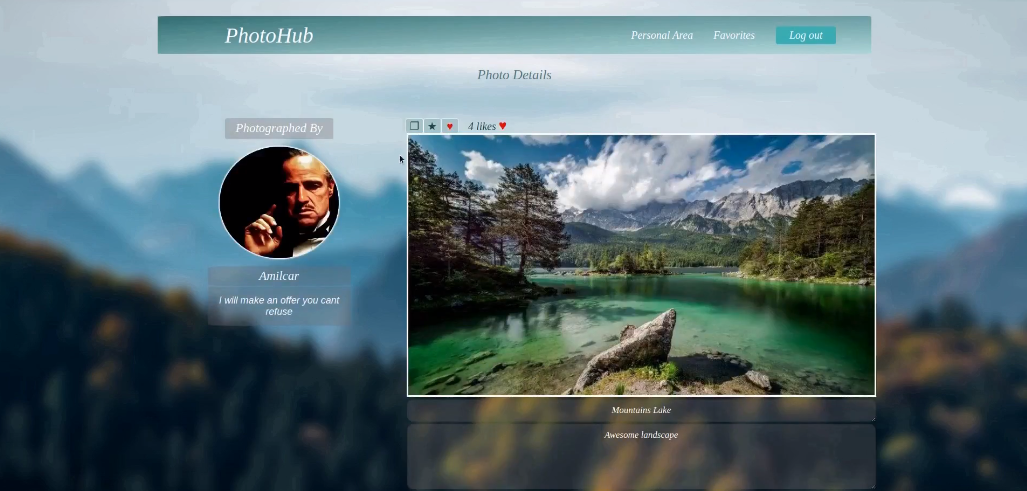 PhotoHub
Personal Area
Favorites
Log out
Photo Details
Photographed By
4 likes
Amilcar
I will make an offer you cant
refuse
Mountains Lake
Awesome landscape